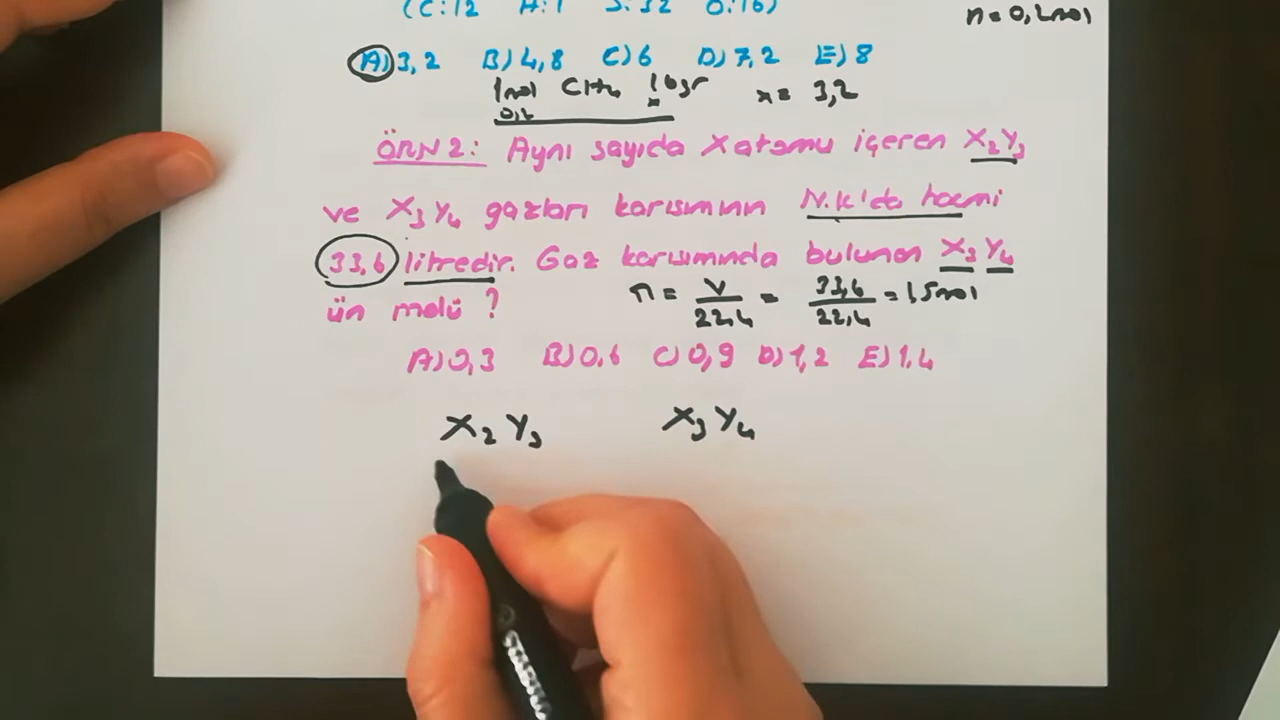 (C:12 H:1 S:32 O:16)
n=0,2mol
A)3,2 B)4,8 C)6 D)7,2 E)8
1mol CH4 16gr x= 3,2
0,2 x
ÖRN 2: Aynı sayıda X atomu içeren X2Y3
ve X3Y4 gazları karışımının N.K'da hacmi
33,6 litredir. Gaz karışımında bulunan X3Y4
ün molü ?
n = V/22,4 = 33,6/22,4 = 1,5mol
A)0,3 B)0,6 C)0,9 D)1,2 E)1,4
X2Y3 X3Y4